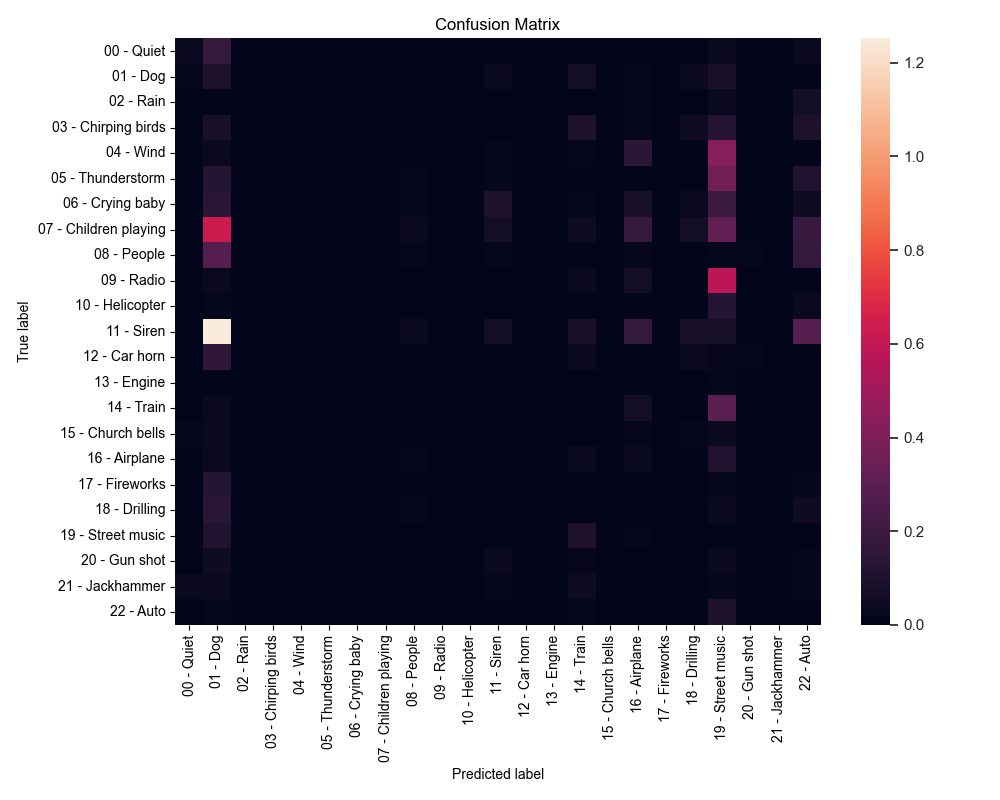 Confusion Matrix
True label
00 - Quiet
01 - Dog
02 - Rain
03 - Chirping birds
04 - Wind
05 - Thunderstorm
06 - Crying baby
07 - Children playing
08 - People
09 - Radio
10 - Helicopter
11 - Siren
12 - Car horn
13 - Engine
14 - Train
15 - Church bells
16 - Airplane
17 - Fireworks
18 - Drilling
19 - Street music
20 - Gun shot
21 - Jackhammer
22 - Auto
00 - Quiet
01 - Dog
02 - Rain
03 - Chirping birds
04 - Wind
05 - Thunderstorm
06 - Crying baby
07 - Children playing
08 - People
09 - Radio
10 - Helicopter
11 - Siren
12 - Car horn
13 - Engine
14 - Train
15 - Church bells
16 - Airplane
17 - Fireworks
18 - Drilling
19 - Street music
20 - Gun shot
21 - Jackhammer
22 - Auto
Predicted label
1.2
1.0
0.8
0.6
0.4
0.2
0.0